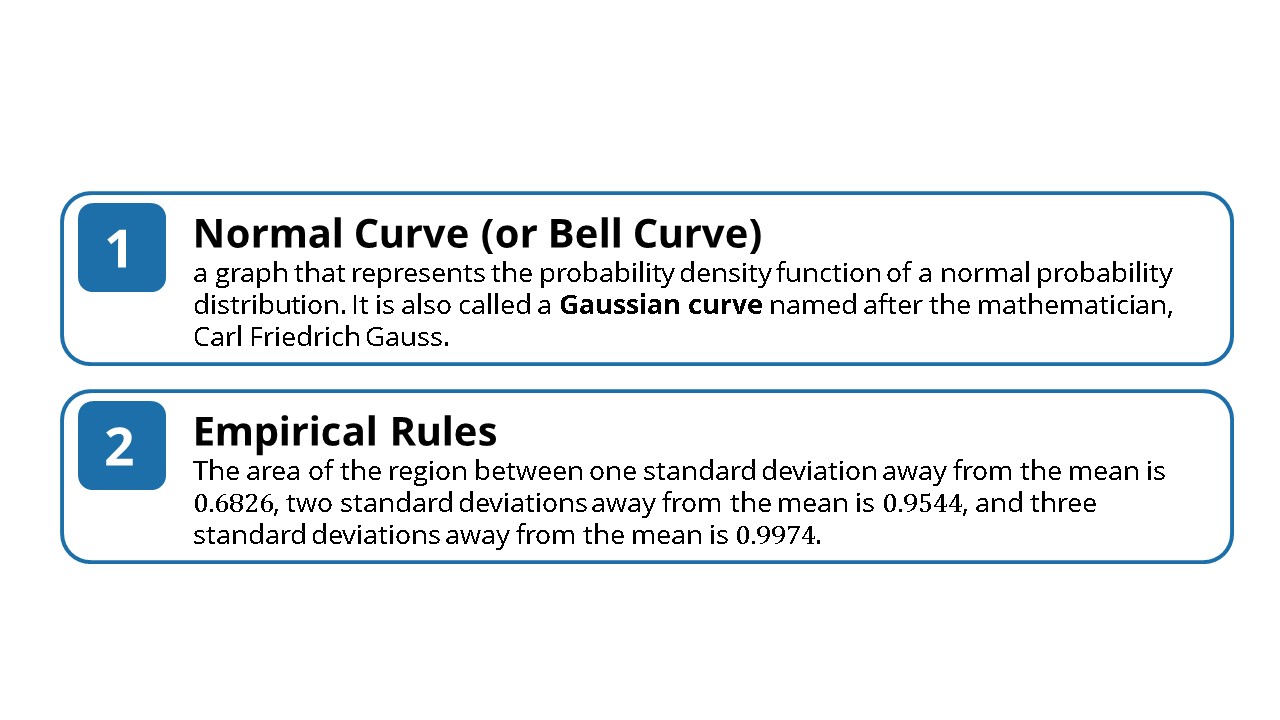 1
Normal Curve (or Bell Curve)
a graph that represents the probability density function of a normal probability
distribution. It is also called a Gaussian curve named after the mathematician,
Carl Friedrich Gauss.
2
Empirical Rules
The area of the region between one standard deviation away from the mean is
0.6826, two standard deviations away from the mean is 0.9544, and three
standard deviations away from the mean is 0.9974.